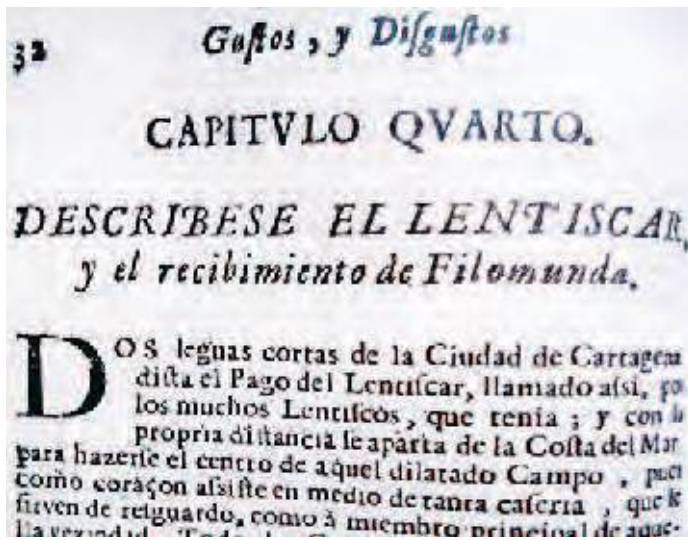 32 Guſtos, y Diſguſtos
CAPITVLO QVARTO.
DESCRIBESE EL LENTISCAR,
y el recibimiento de Filomunda.
DOS leguas cortas de la Ciudad de Cartagena
diſta el Pago del Lentiſcar, llamado aſsi, po
los muchos Lentiſcos, que tenia; y con la
propria diſtancia ſe aparta de la Coſta del Mar
para hazerſe el centro de aquel dilatado Campo, pues
como coraçon aſsiſte en medio de tanta caſeria, que le
ſirven de reſguardo, como à miembro principal de aque-